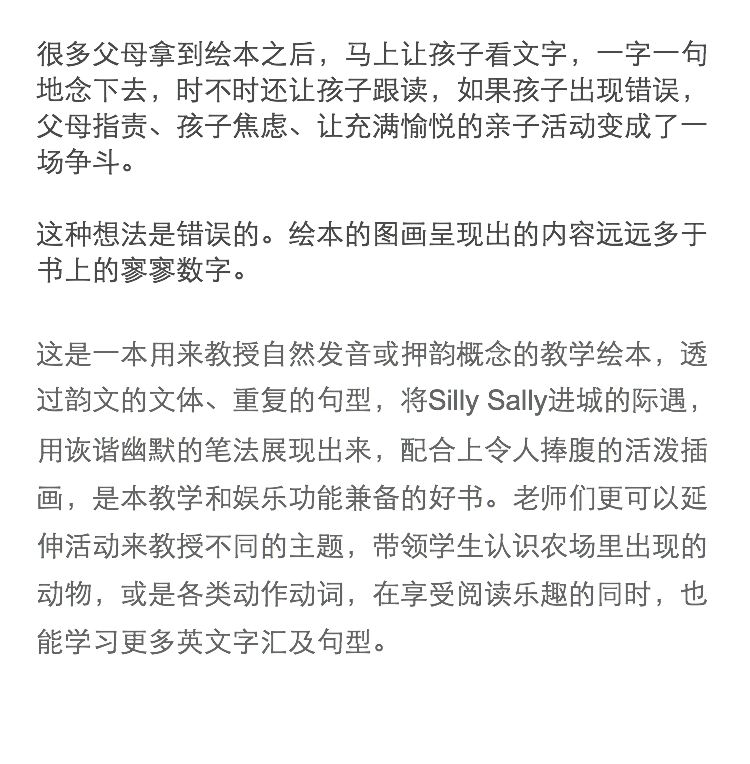 很多父母拿到绘本之后，马上让孩子看文字，一字一句
地念下去，时不时还让孩子跟读，如果孩子出现错误，
父母指责、孩子焦虑、让充满愉悦的亲子活动变成了一
场争斗。
这种想法是错误的。绘本的图画呈现出的内容远远多于
书上的寥寥数字。
这是一本用来教授自然发音或押韵概念的教学绘本，透
过韵文的文体、重复的句型，将Silly Sally进城的际遇，
用诙谐幽默的笔法展现出来，配合上令人捧腹的活泼插
画，是本教学和娱乐功能兼备的好书。老师们更可以延
伸活动来教授不同的主题，带领学生认识农场里出现的
动物，或是各类动作动词，在享受阅读乐趣的同时，也
能学习更多英文字汇及句型。